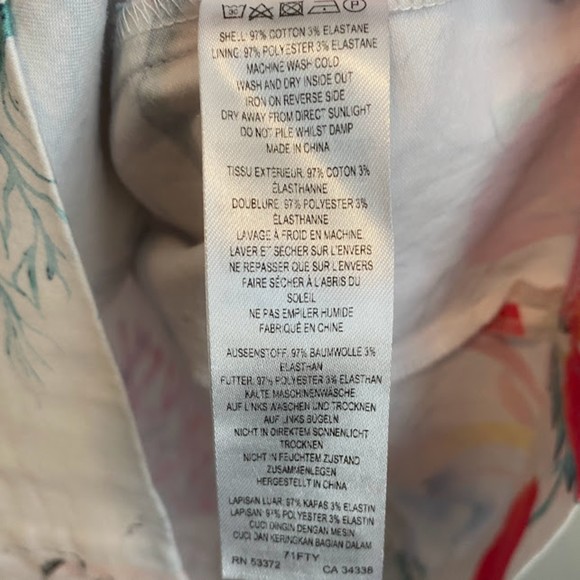 SHELL: 97% COTTON 3% ELASTANE
LINING: 97% POLYESTER 3% ELASTANE
MACHINE WASH COLD
WASH AND DRY INSIDE OUT
IRON ON REVERSE SIDE
DRY AWAY FROM DIRECT SUNLIGHT
DO NOT PILE WHILST DAMP
MADE IN CHINA
TISSU EXTÉRIEUR: 97% COTON 3%
ÉLASTHANNE
DOUBLURE: 97% POLYESTER 3%
ÉLASTHANNE
LAVAGE À FROID EN MACHINE
LAVER ET SÉCHER SUR L'ENVERS
NE REPASSER QUE SUR L'ENVERS
FAIRE SÉCHER À L'ABRIS DU
SOLEIL
NE PAS EMPILER HUMIDE
FABRIQUÉ EN CHINE
AUSSENSTOFF: 97% BAUMWOLLE 3%
ELASTHAN
FUTTER: 97% POLYESTER 3% ELASTHAN
KALTE MASCHINENWÄSCHE
AUF LINKS WASCHEN UND TROCKNEN
AUF LINKS BÜGELN
NICHT IN DIREKTEM SONNENLICHT
TROCKNEN
NICHT IN FEUCHTEM ZUSTAND
ZUSAMMENLEGEN
HERGESTELLT IN CHINA
LAPISAN LUAR: 97% KAPAS 3% ELASTIN
LAPISAN: 97% POLYESTER 3% ELASTIN
CUCI DINGIN DENGAN MESIN
CUCI DAN KERINGKAN BAGIAN DALAM
71FTY
RN 53372 CA 34338